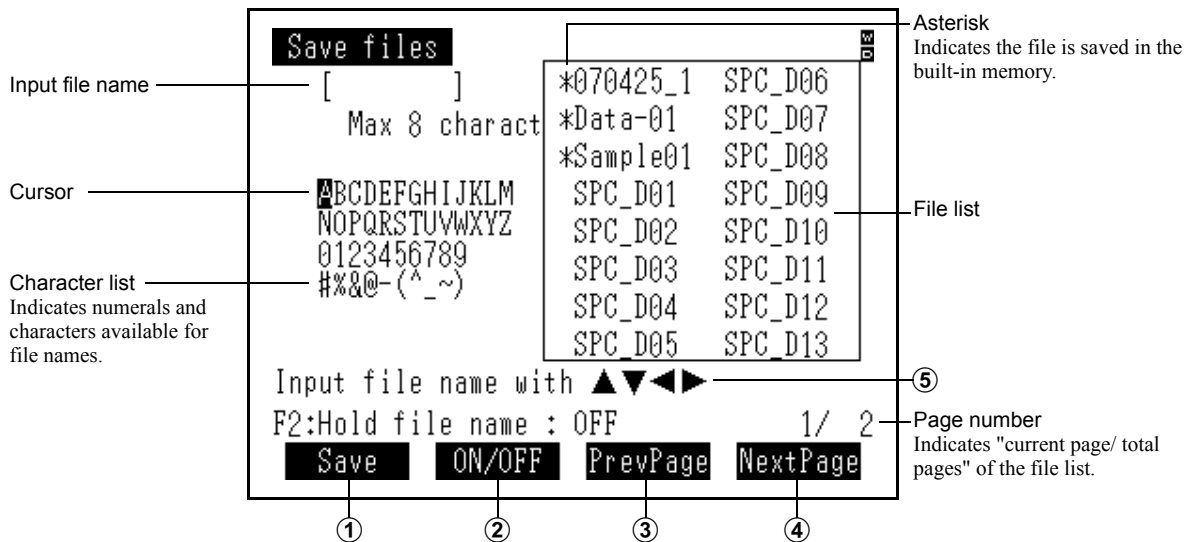 Save files
Input file name
[ ]
Max 8 charact
Cursor
ABCDEFGHIJKLM
NOPQRSTUVWXYZ
0123456789
#%&@-(^_~)
Character list
Indicates numerals and
characters available for
file names.
*070425_1 SPC_D06
*Data-01 SPC_D07
*Sample01 SPC_D08
SPC_D01 SPC_D09
SPC_D02 SPC_D10
SPC_D03 SPC_D11
SPC_D04 SPC_D12
SPC_D05 SPC_D13
W
D
Asterisk
Indicates the file is saved in the
built-in memory.
File list
Input file name with ▲▼◀▶
⑤
F2:Hold file name : OFF 1/ 2
Page number
Indicates "current page/ total
pages" of the file list.
Save ON/OFF PrevPage NextPage
① ② ③ ④